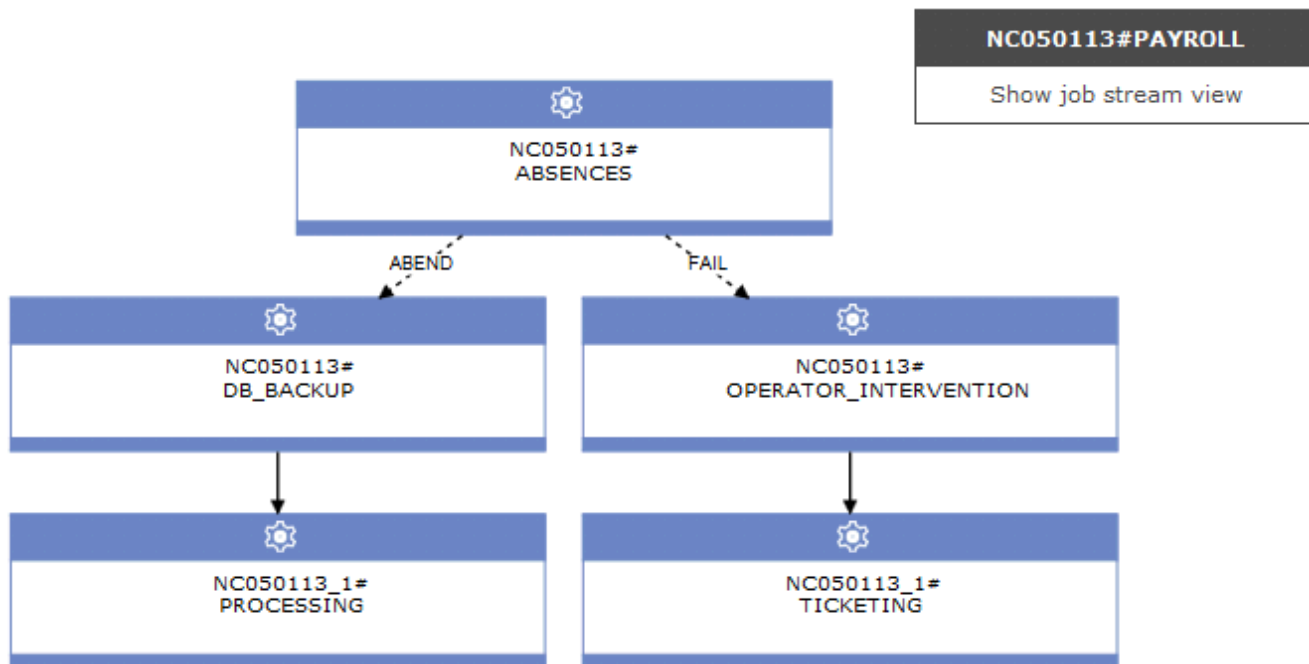 NC050113#PAYROLL
Show job stream view
NC050113#
ABSENCES
ABEND
FAIL
NC050113#
DB_BACKUP
NC050113#
OPERATOR_INTERVENTION
NC050113_1#
PROCESSING
NC050113_1#
TICKETING